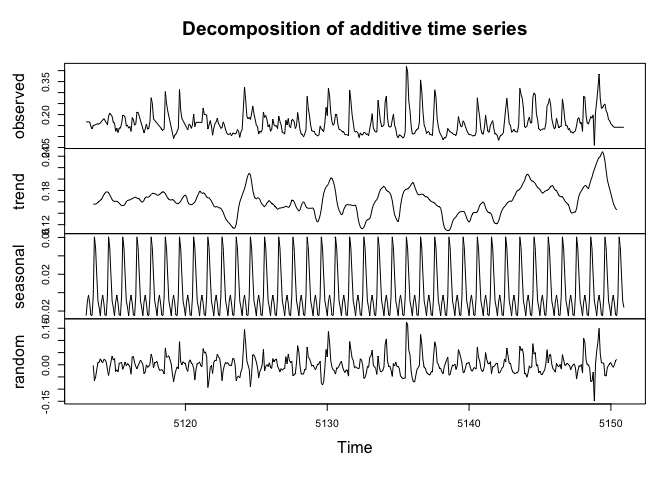 Decomposition of additive time series
observed
0.35
0.20
trend
0.18
0.12
seasonal
0.02
random
0.15
0.00
-0.15
5120
5130
5140
5150
Time